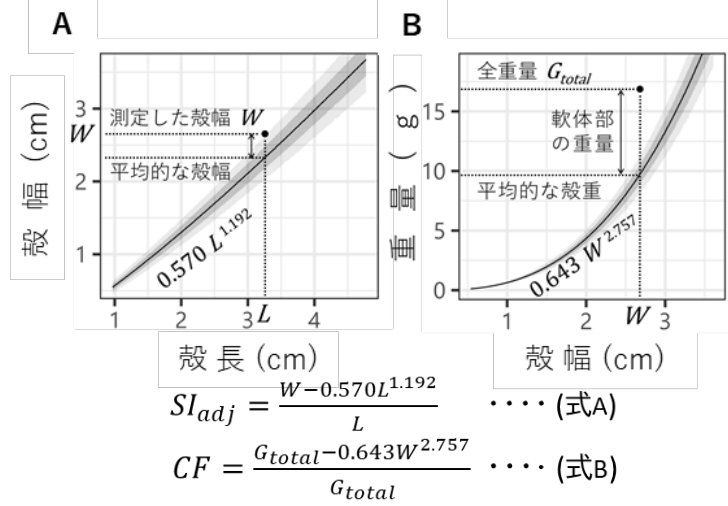 A
殻 幅 (cm)
3
2
1
W
測定した殻幅 W
平均的な殻幅
0.570 L^1.192
1 2 3 L 4
殻 長 (cm)
B
重 量 ( g )
15
10
5
0
全重量 G_total
軟体部
の重量
平均的な殻重
0.643 W^2.757
1 2 W 3
殻 幅 (cm)
SI_adj = (W−0.570L^1.192)/L ････ (式A)
CF = (G_total−0.643W^2.757)/G_total ････ (式B)